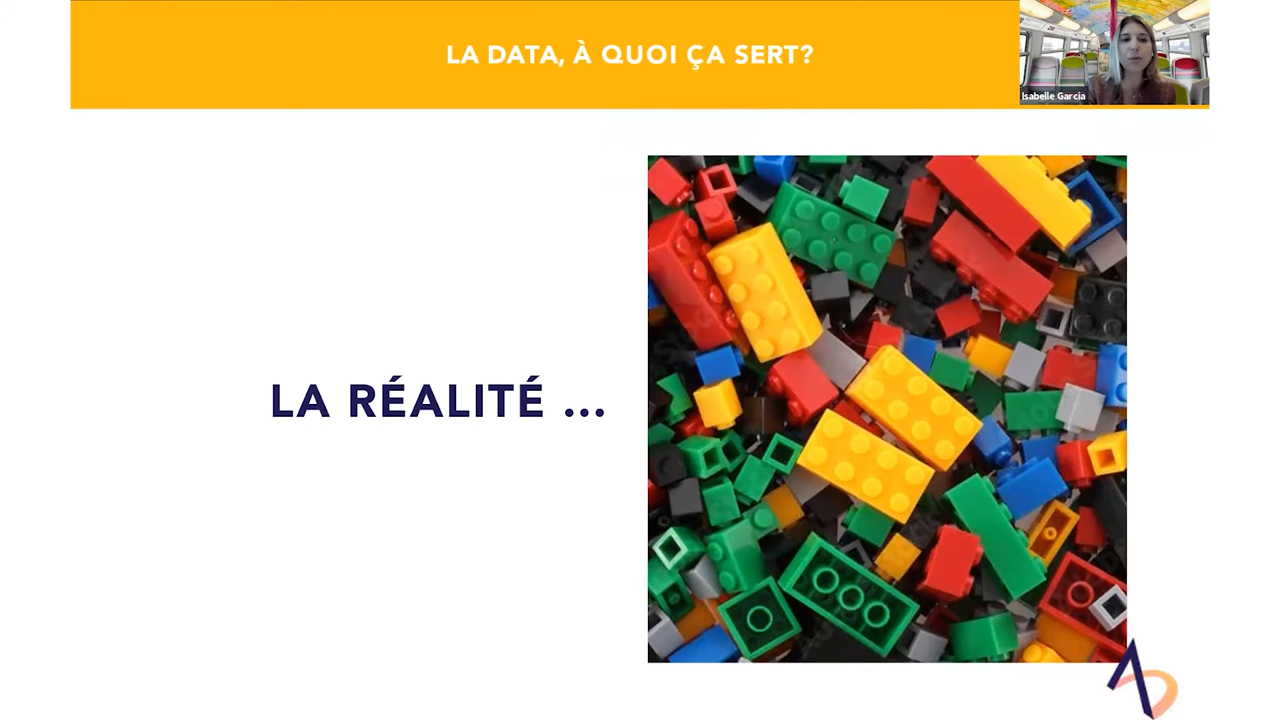 LA DATA, À QUOI ÇA SERT?
Isabelle Garcia
LA RÉALITÉ ...